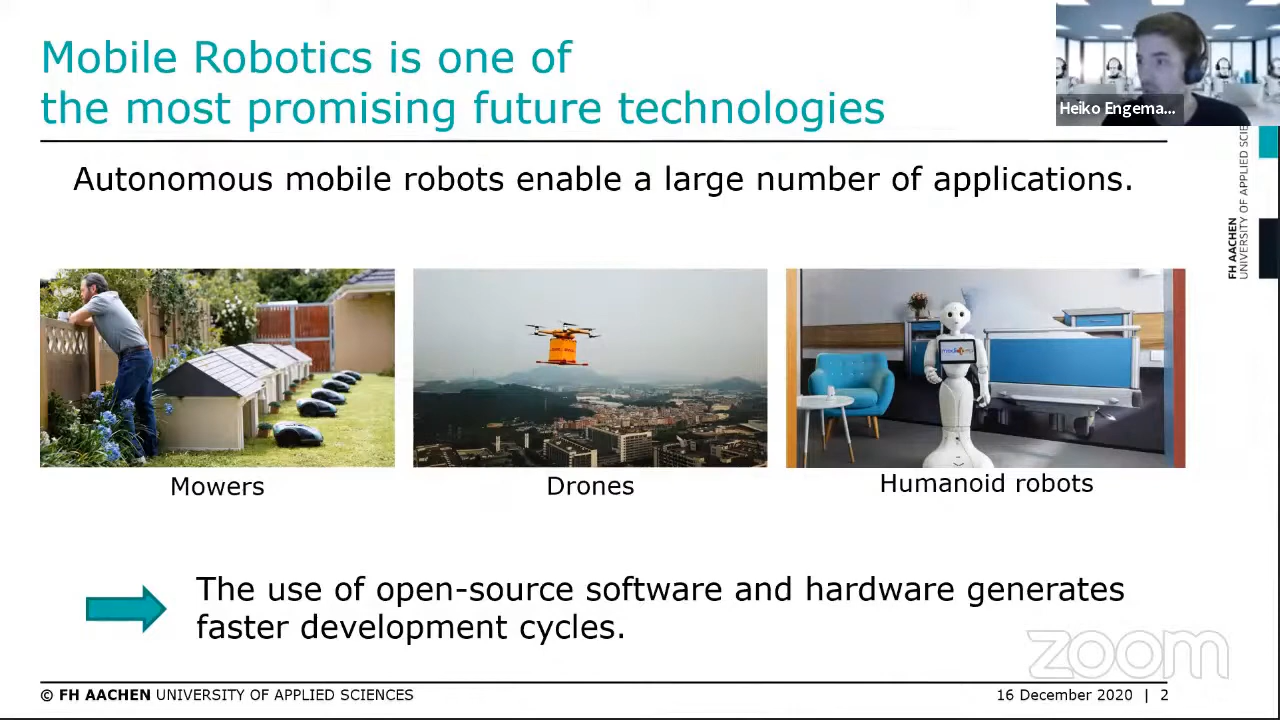 Mobile Robotics is one of
the most promising future technologies
Heiko Engema...
Autonomous mobile robots enable a large number of applications.
FH AACHEN
UNIVERSITY OF APPLIED SCIE
Mowers
Drones
Humanoid robots
The use of open-source software and hardware generates
faster development cycles.
zoom
© FH AACHEN UNIVERSITY OF APPLIED SCIENCES
16 December 2020 | 2